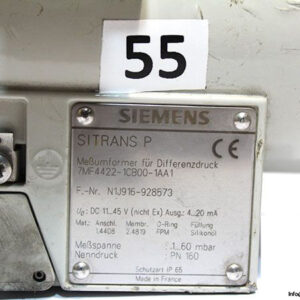 55
SIEMENS
SITRANS P
CE
Meßumformer für Differenzdruck
7MF4422-1CB00-1AA1
F.-Nr. N1J916-928573
U_B: DC 11...45 V (nicht Ex) Ausg.: 4...20 mA
Mat.: Anschl. Membr. O-Ring Füllung
1.4408 2.4819 FPM Silikonöl
Meßspanne 1...60 mbar
Nenndruck: PN 160
Schutzart IP 65
Made in France